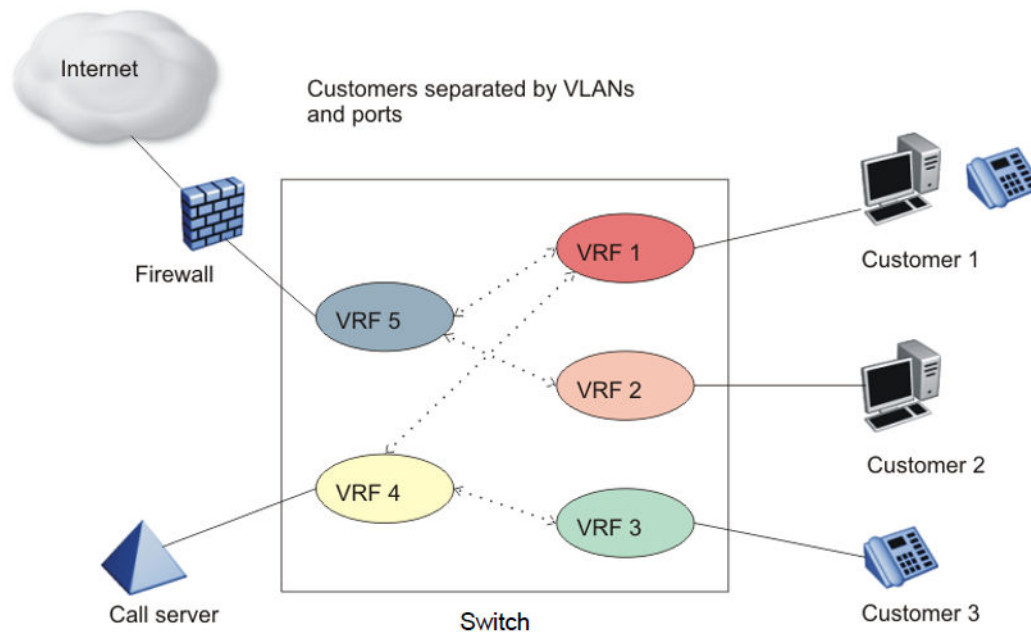 Internet
Customers separated by VLANs
and ports
Firewall
VRF 1
Customer 1
VRF 5
VRF 2
Customer 2
VRF 4
VRF 3
Call server
Switch
Customer 3